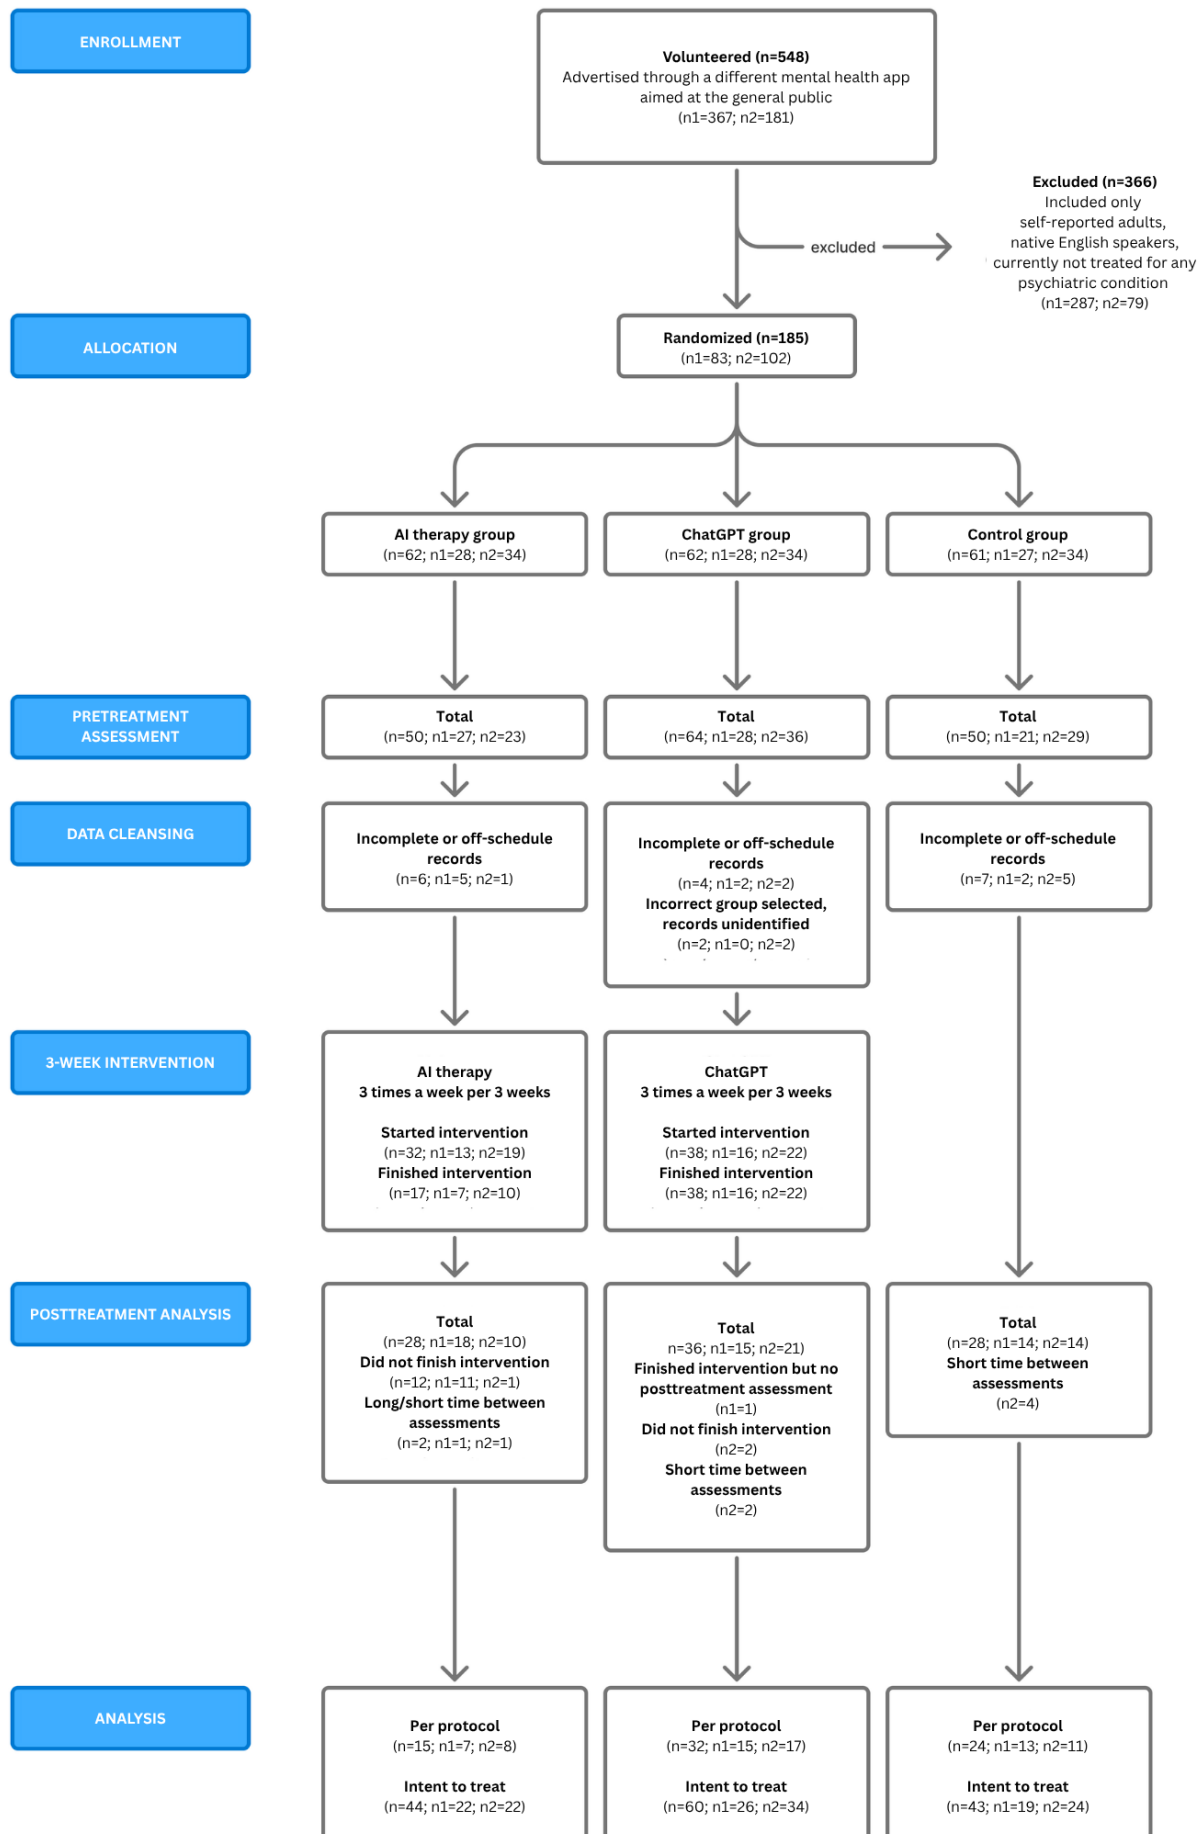 ENROLLMENT
Volunteered (n=548)
Advertised through a different mental health app
aimed at the general public
(n1=367; n2=181)
Excluded (n=366)
Included only
self-reported adults,
native English speakers,
currently not treated for any
psychiatric condition
(n1=287; n2=79)
excluded
ALLOCATION
Randomized (n=185)
(n1=83; n2=102)
AI therapy group
(n=62; n1=28; n2=34)
ChatGPT group
(n=62; n1=28; n2=34)
Control group
(n=61; n1=27; n2=34)
PRETREATMENT
ASSESSMENT
Total
(n=50; n1=27; n2=23)
Total
(n=64; n1=28; n2=36)
Total
(n=50; n1=21; n2=29)
DATA CLEANSING
Incomplete or off-schedule
records
(n=6; n1=5; n2=1)
Incomplete or off-schedule
records
(n=4; n1=2; n2=2)
Incorrect group selected,
records unidentified
(n=2; n1=0; n2=2)
Incomplete or off-schedule
records
(n=7; n1=2; n2=5)
3-WEEK INTERVENTION
AI therapy
3 times a week per 3 weeks
Started intervention
(n=32; n1=13; n2=19)
Finished intervention
(n=17; n1=7; n2=10)
ChatGPT
3 times a week per 3 weeks
Started intervention
(n=38; n1=16; n2=22)
Finished intervention
(n=38; n1=16; n2=22)
POSTTREATMENT ANALYSIS
Total
(n=28; n1=18; n2=10)
Did not finish intervention
(n=12; n1=11; n2=1)
Long/short time between
assessments
(n=2; n1=1; n2=1)
Total
n=36; n1=15; n2=21)
Finished intervention but no
posttreatment assessment
(n1=1)
Did not finish intervention
(n2=2)
Short time between
assessments
(n2=2)
Total
(n=28; n1=14; n2=14)
Short time between
assessments
(n2=4)
ANALYSIS
Per protocol
(n=15; n1=7; n2=8)
Intent to treat
(n=44; n1=22; n2=22)
Per protocol
(n=32; n1=15; n2=17)
Intent to treat
(n=60; n1=26; n2=34)
Per protocol
(n=24; n1=13; n2=11)
Intent to treat
(n=43; n1=19; n2=24)